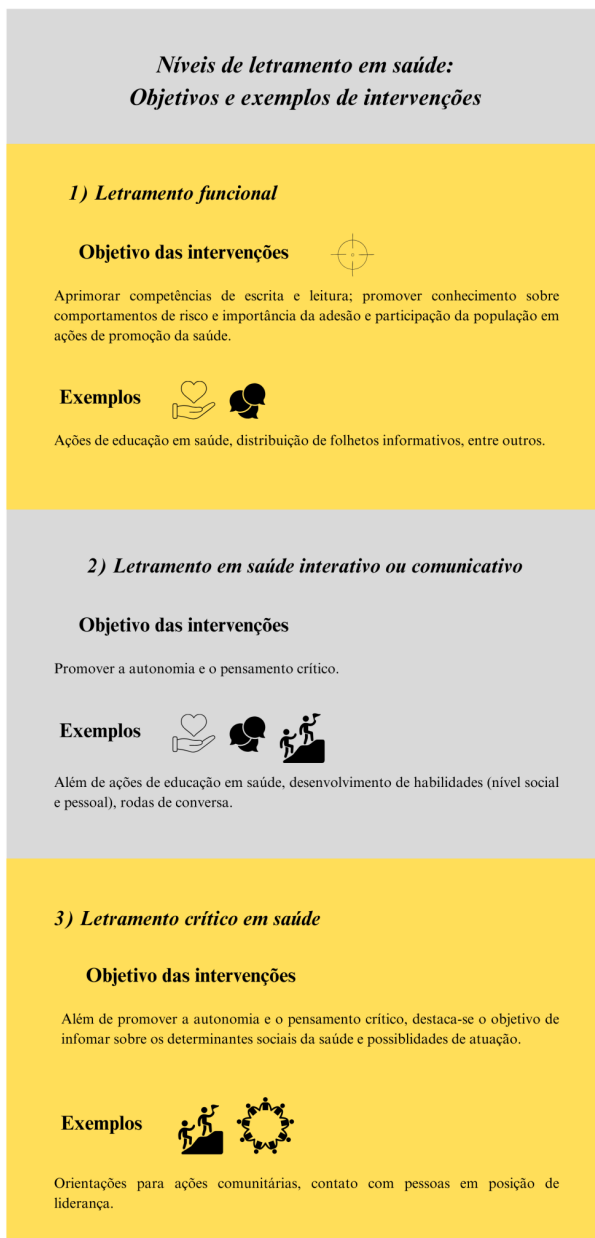 Níveis de letramento em saúde:
Objetivos e exemplos de intervenções
1) Letramento funcional
Objetivo das intervenções
Aprimorar competências de escrita e leitura; promover conhecimento sobre
comportamentos de risco e importância da adesão e participação da população em
ações de promoção da saúde.
Exemplos
Ações de educação em saúde, distribuição de folhetos informativos, entre outros.
2) Letramento em saúde interativo ou comunicativo
Objetivo das intervenções
Promover a autonomia e o pensamento crítico.
Exemplos
Além de ações de educação em saúde, desenvolvimento de habilidades (nível social
e pessoal), rodas de conversa.
3) Letramento crítico em saúde
Objetivo das intervenções
Além de promover a autonomia e o pensamento crítico, destaca-se o objetivo de
infomar sobre os determinantes sociais da saúde e possiblidades de atuação.
Exemplos
Orientações para ações comunitárias, contato com pessoas em posição de
liderança.